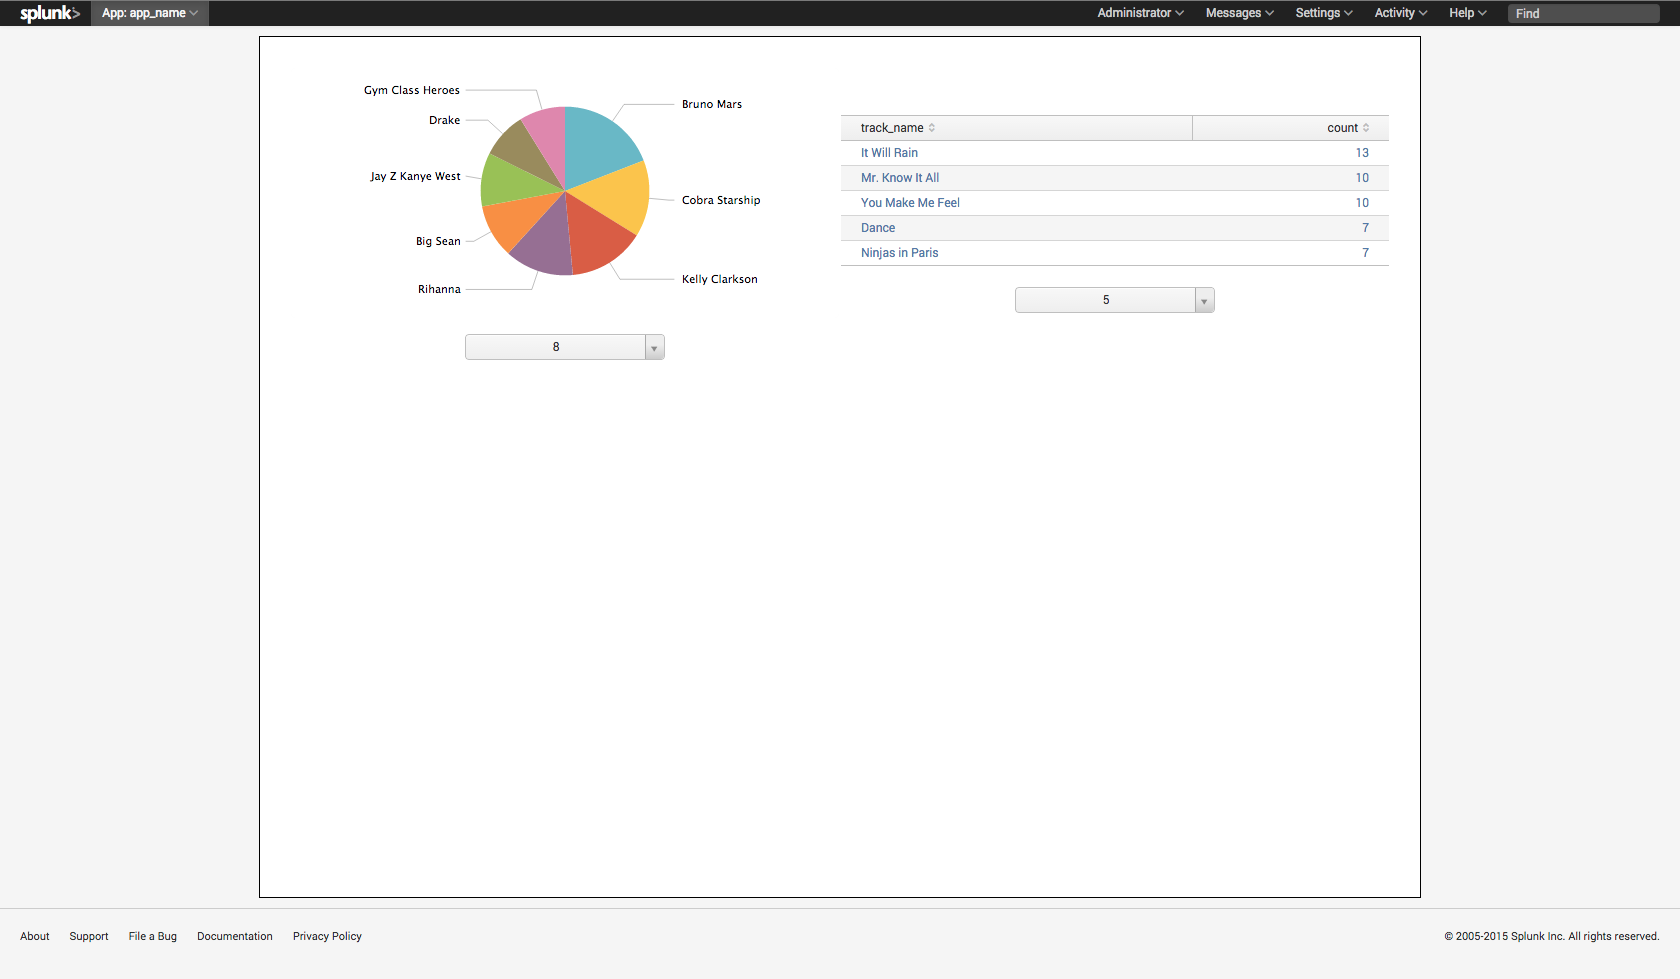 splunk> App: app_name Administrator Messages Settings Activity Help Find
Gym Class Heroes
Bruno Mars
Drake
Jay Z Kanye West
Cobra Starship
Big Sean
Kelly Clarkson
Rihanna
8
track_name count
It Will Rain 13
Mr. Know It All 10
You Make Me Feel 10
Dance 7
Ninjas in Paris 7
5
About Support File a Bug Documentation Privacy Policy © 2005-2015 Splunk Inc. All rights reserved.